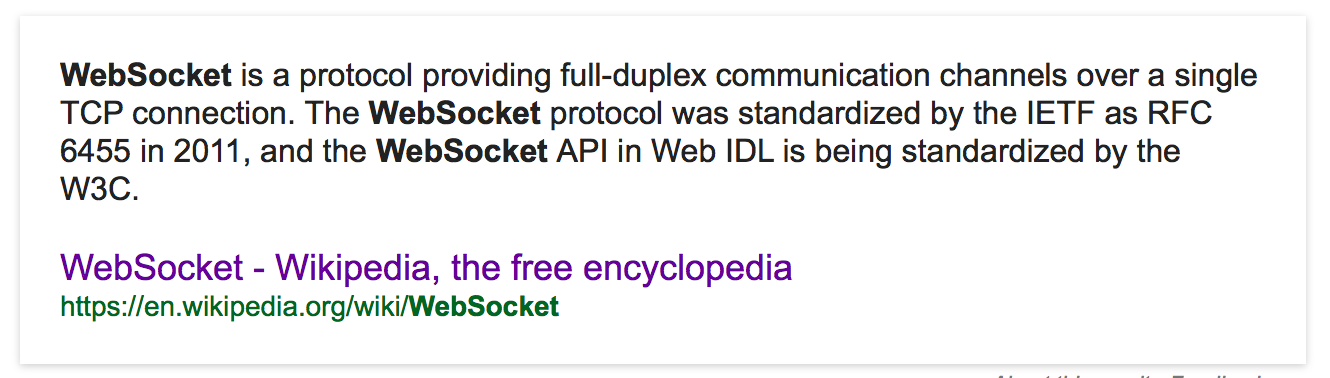 WebSocket is a protocol providing full-duplex communication channels over a single
TCP connection. The WebSocket protocol was standardized by the IETF as RFC
6455 in 2011, and the WebSocket API in Web IDL is being standardized by the
W3C.
WebSocket - Wikipedia, the free encyclopedia
https://en.wikipedia.org/wiki/WebSocket